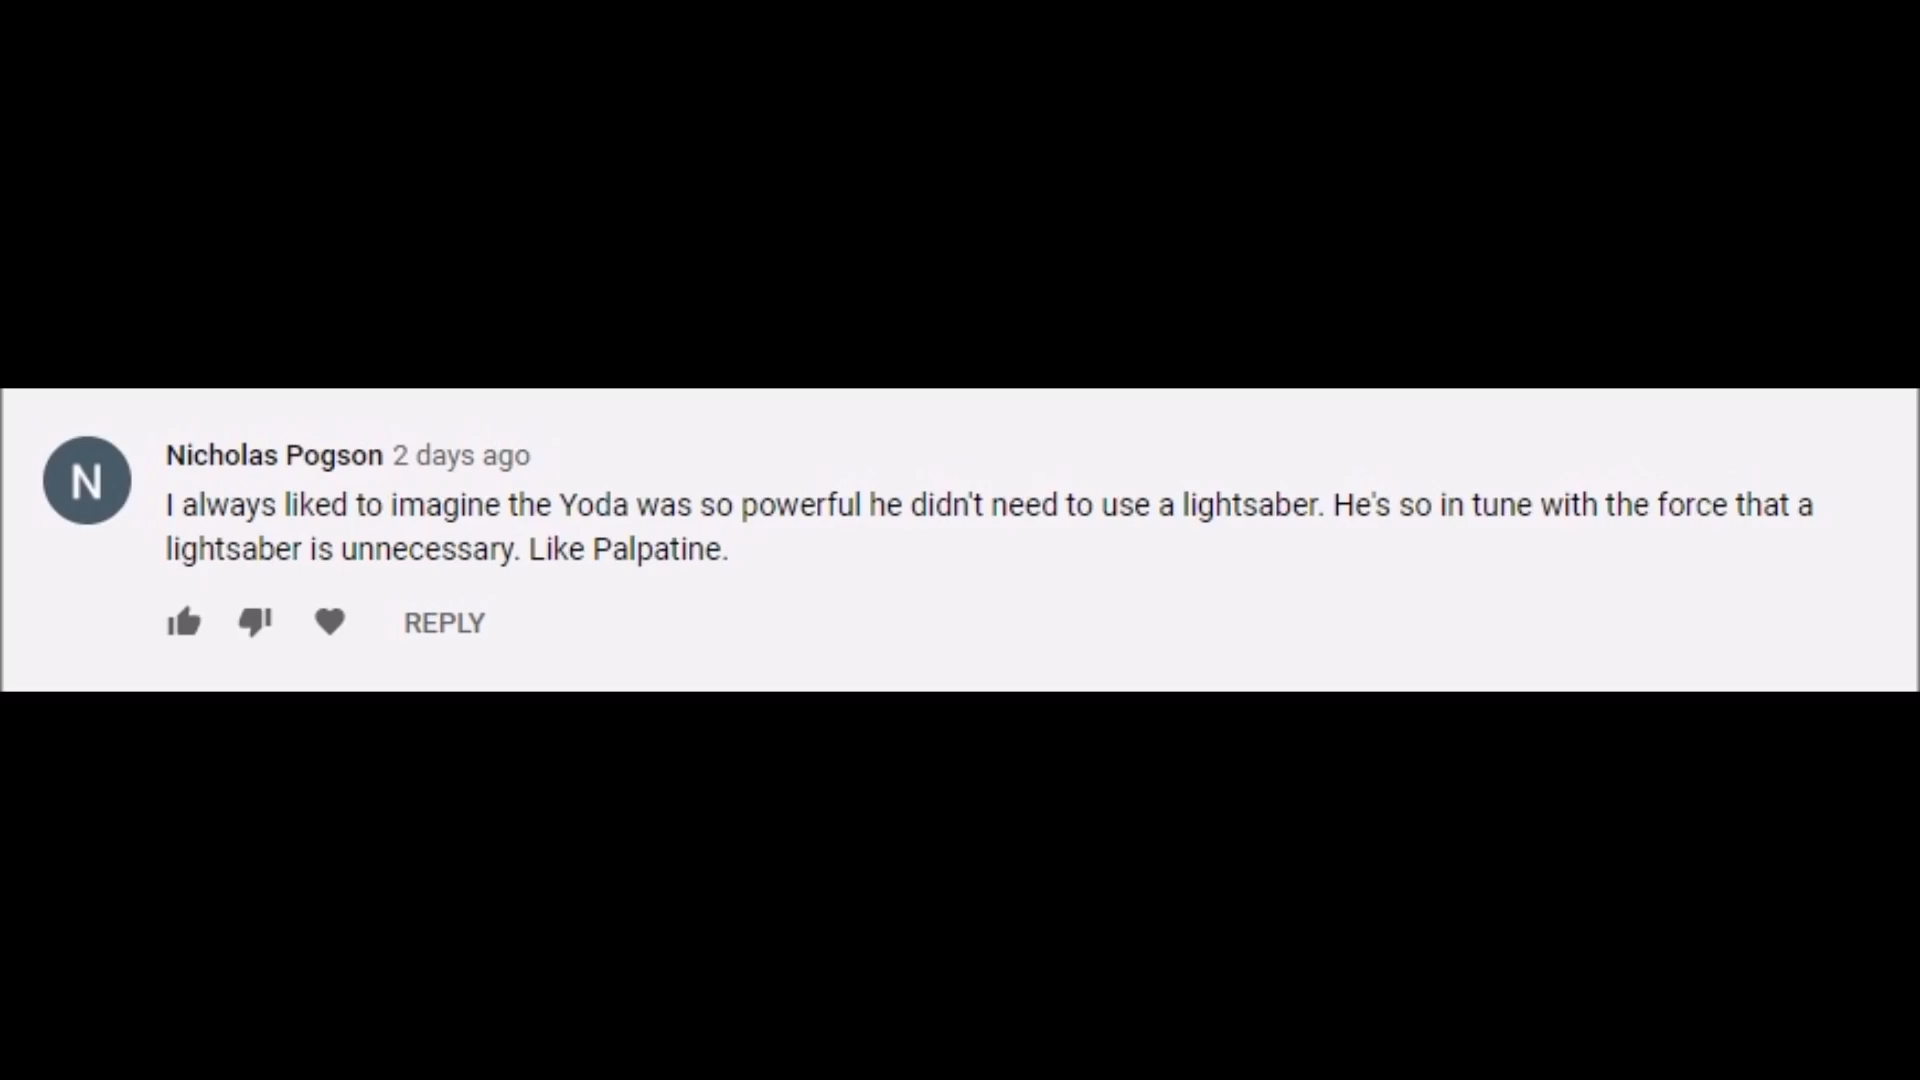 N
Nicholas Pogson 2 days ago
I always liked to imagine the Yoda was so powerful he didn't need to use a lightsaber. He's so in tune with the force that a
lightsaber is unnecessary. Like Palpatine.
REPLY